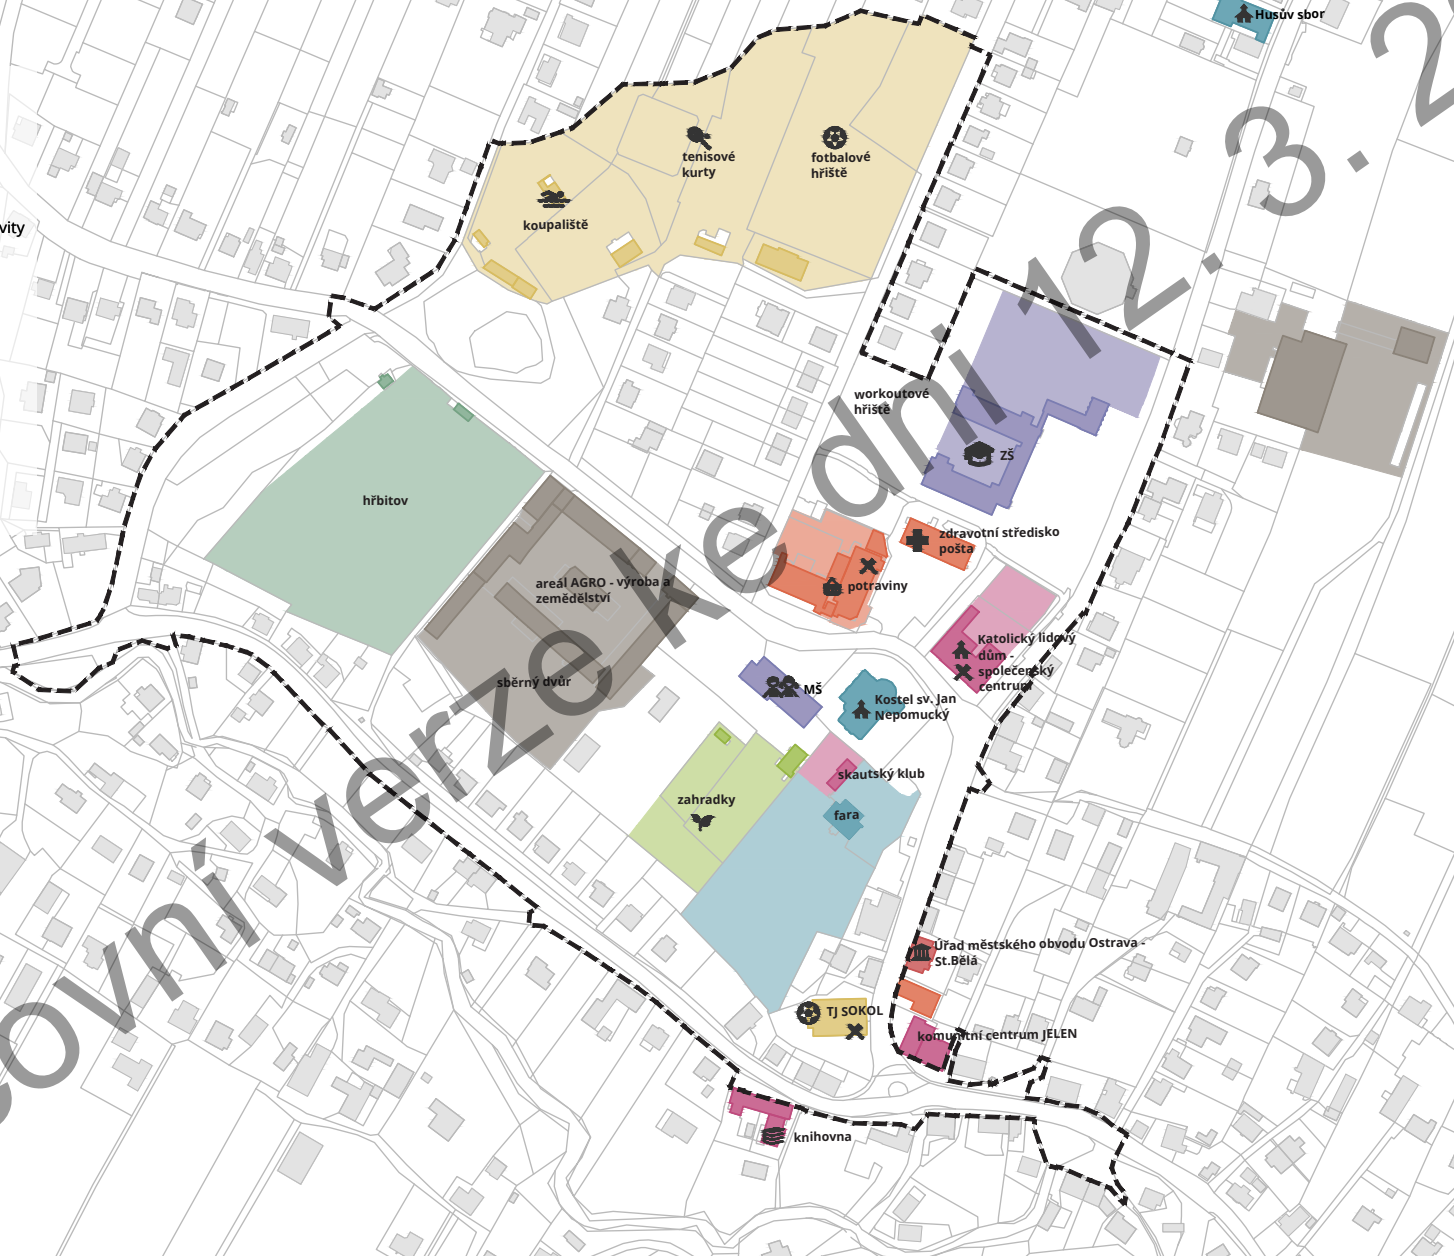 Husův sbor
tenisové
kurty
fotbalové
hřiště
koupaliště
vity
workoutové
hřiště
ZŠ
hřbitov
zdravotní středisko
pošta
areál AGRO - výroba a
zemědělství
potraviny
Katolický lidový
dům -
společenský
centrum
sběrný dvůr
MŠ
Kostel sv. Jan
Nepomucký
skautský klub
zahradky
fara
Úřad městského obvodu Ostrava -
St.Bělá
TJ SOKOL
komunitní centrum JELEN
knihovna
ovní verze ke dni 12.3.2